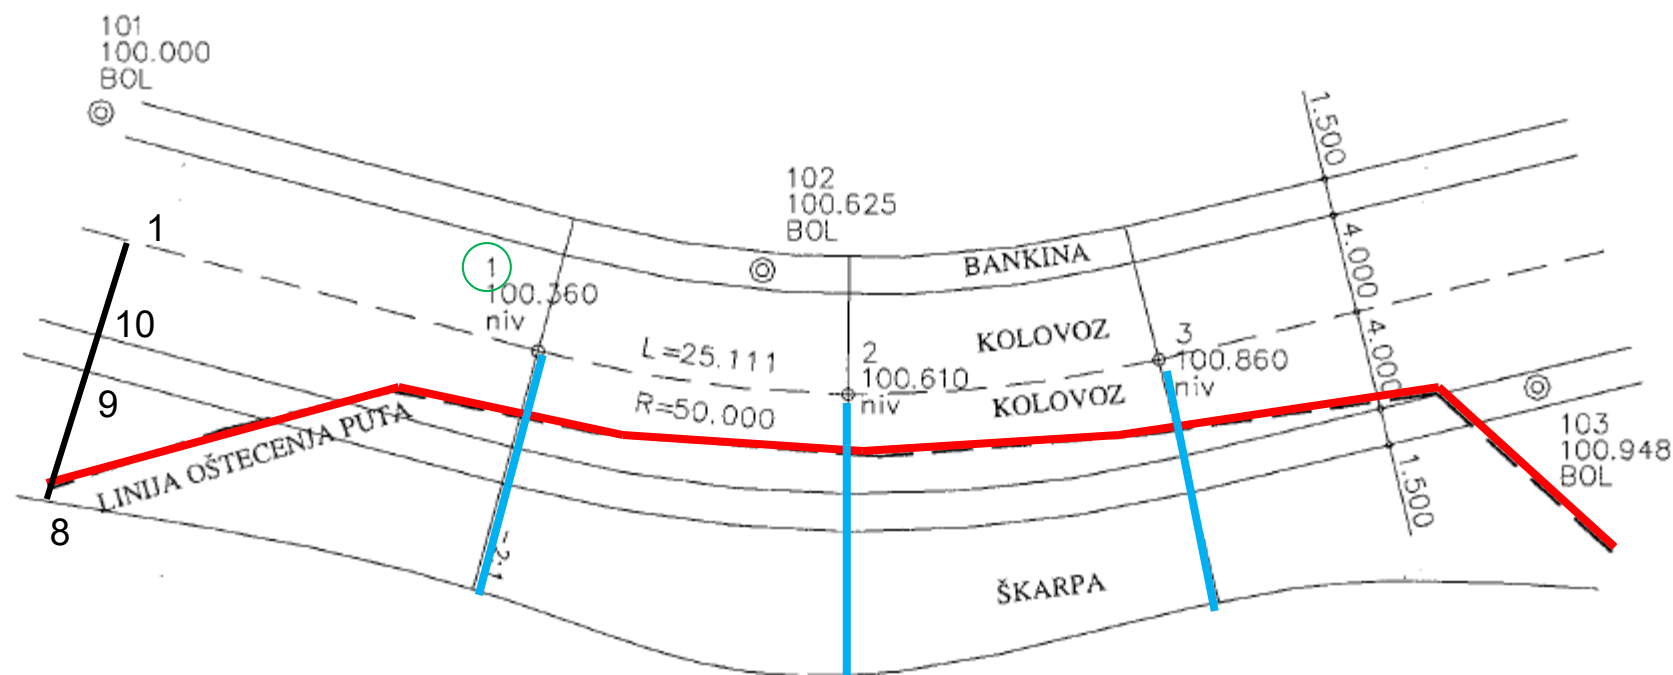 101
100.000
BOL
102
100.625
BOL
1.500
1
1
100.360
niv
BANKINA
4.000
10
L=25.111
KOLOVOZ
3
100.860
niv
2
100.610
niv
4.000
9
R=50.000
KOLOVOZ
LINIJA OŠTECENJA PUTA
103
100.948
BOL
1.500
8
ŠKARPA